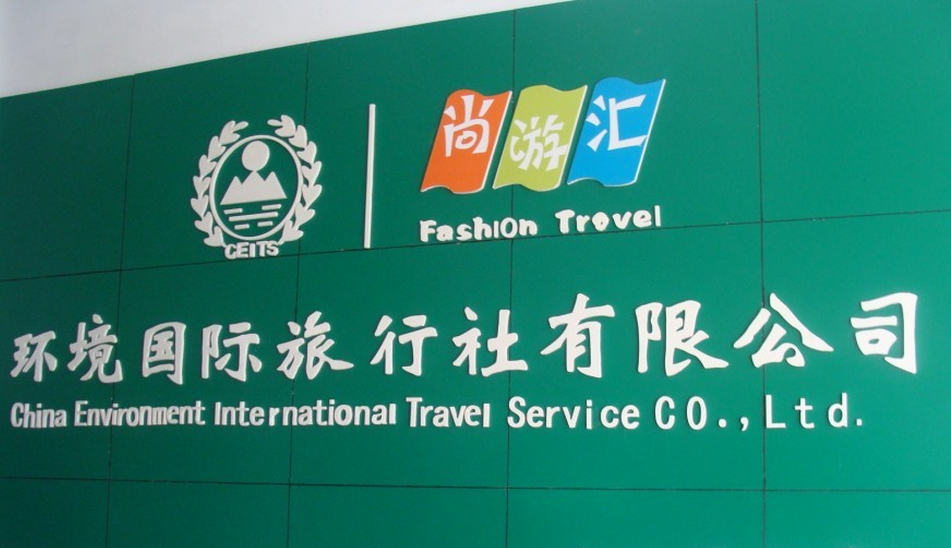 尚游汇
Fashion Trovel
CEITS
环境国际旅行社有限公司
China Environment International Travel Service CO.,Ltd.